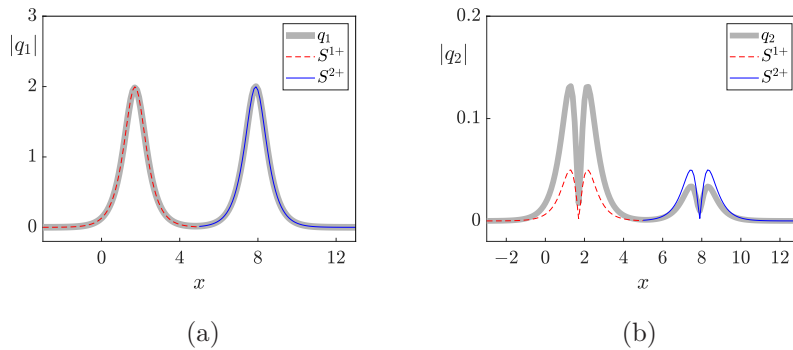 3
2
1
0
|q₁|
q₁
S¹⁺
S²⁺
0 4 8 12
x
(a)
0.2
0.1
0
|q₂|
q₂
S¹⁺
S²⁺
−2 0 2 4 6 8 10 12
x
(b)